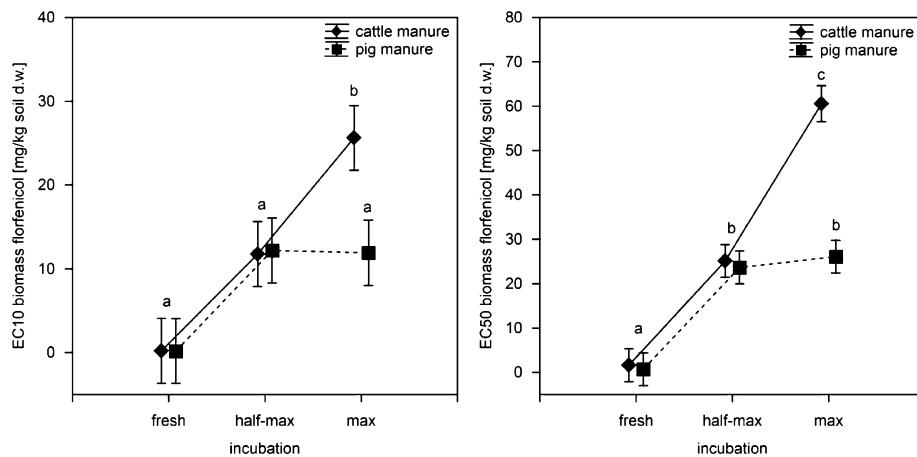 EC10 biomass florfenicol [mg/kg soil d.w.]
40
30
20
10
0
cattle manure
pig manure
a
a
b
a
fresh
half-max
max
incubation
EC50 biomass florfenicol [mg/kg soil d.w.]
80
70
60
50
40
30
20
10
0
cattle manure
pig manure
a
b
c
b
fresh
half-max
max
incubation